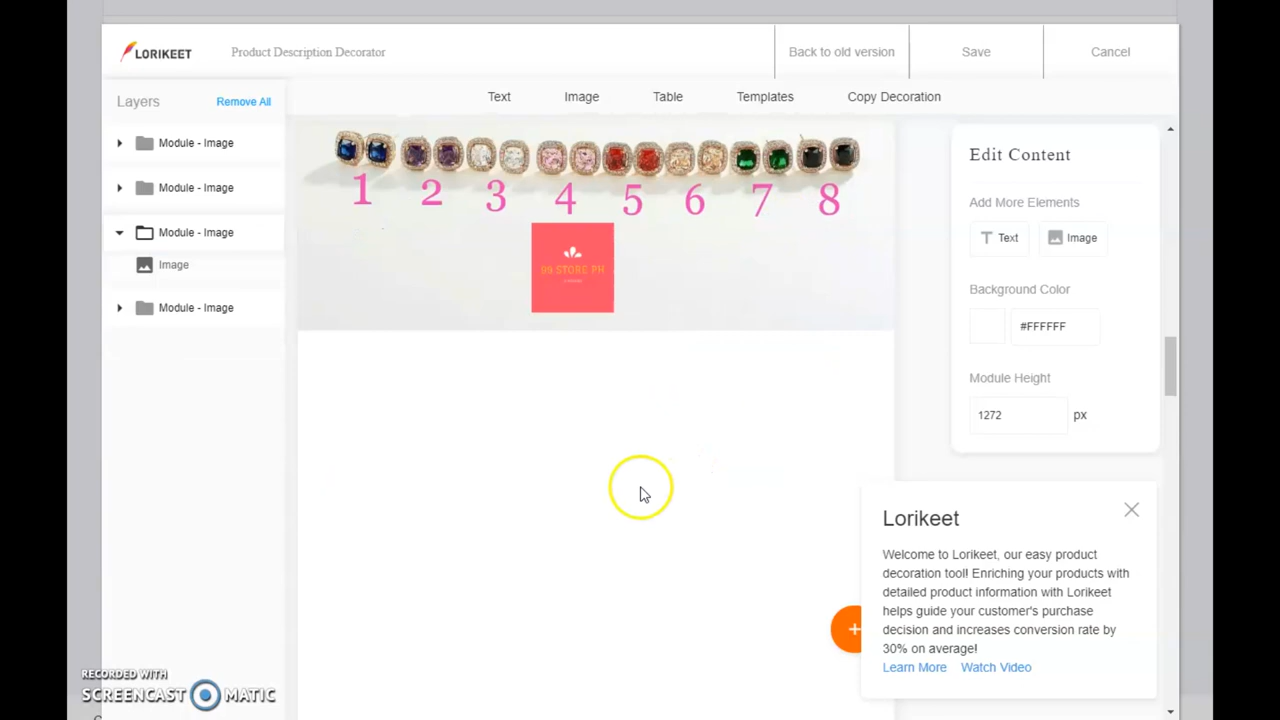 LORIKEET
Product Description Decorator
Back to old version
Save
Cancel
Layers
Remove All
Text
Image
Table
Templates
Copy Decoration
Module - Image
Module - Image
Module - Image
Image
Module - Image
1 2 3 4 5 6 7 8
99 STORE PH
Edit Content
Add More Elements
Text
Image
Background Color
#FFFFFF
Module Height
1272
px
Lorikeet
Welcome to Lorikeet, our easy product
decoration tool! Enriching your products with
detailed product information with Lorikeet
helps guide your customer's purchase
decision and increases conversion rate by
30% on average!
Learn More Watch Video
+
RECORDED WITH
SCREENCAST MATIC